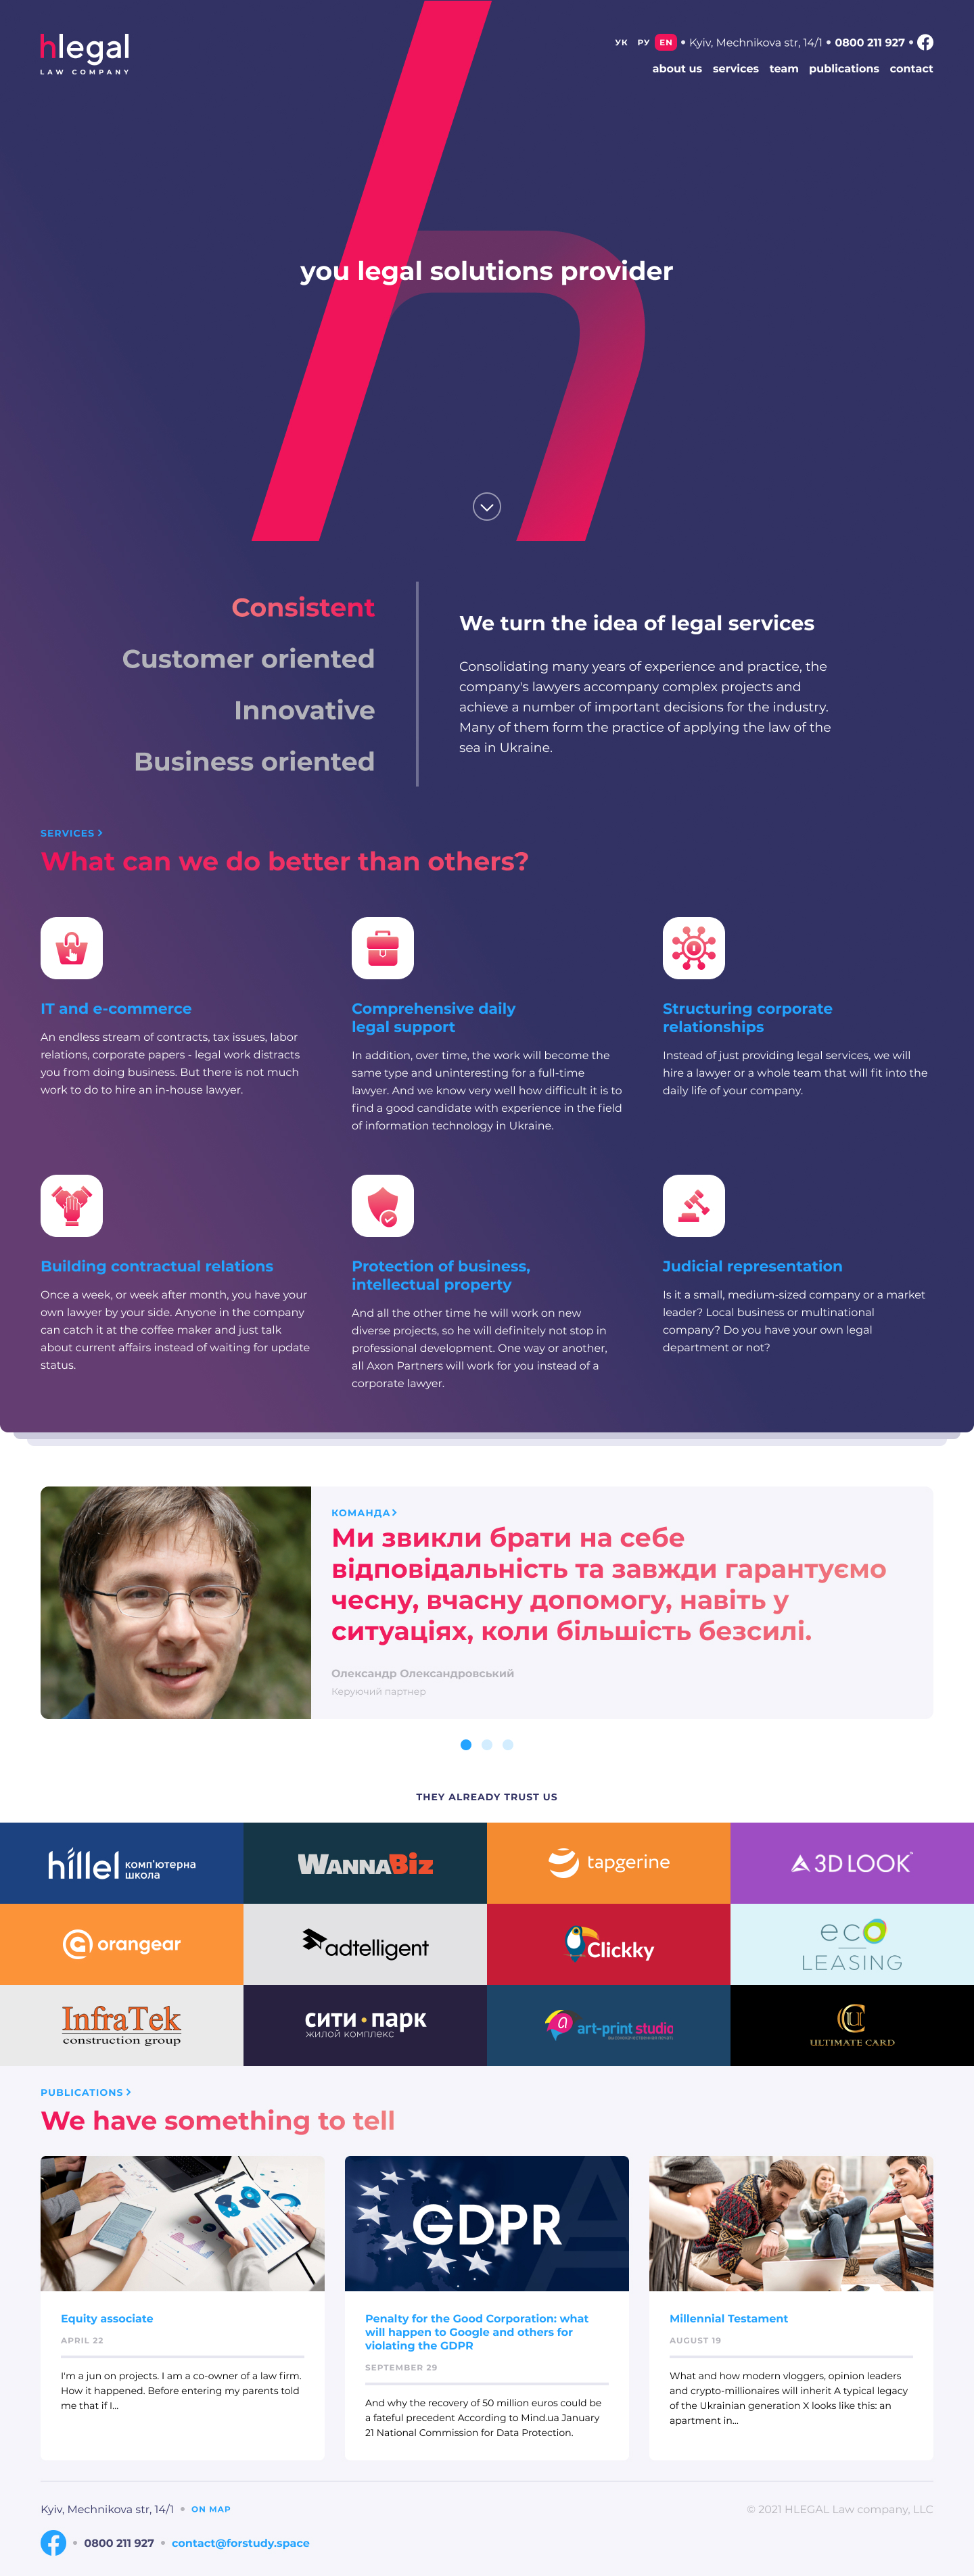 hlegal
LAW COMPANY
УК РУ EN • Kyiv, Mechnikova str, 14/1 • 0800 211 927 •
about us services team publications contact
you legal solutions provider
Consistent
Customer oriented
Innovative
Business oriented
We turn the idea of legal services
Consolidating many years of experience and practice, the
company's lawyers accompany complex projects and
achieve a number of important decisions for the industry.
Many of them form the practice of applying the law of the
sea in Ukraine.
SERVICES
What can we do better than others?
IT and e-commerce
An endless stream of contracts, tax issues, labor
relations, corporate papers - legal work distracts
you from doing business. But there is not much
work to do to hire an in-house lawyer.
Comprehensive daily
legal support
In addition, over time, the work will become the
same type and uninteresting for a full-time
lawyer. And we know very well how difficult it is to
find a good candidate with experience in the field
of information technology in Ukraine.
Structuring corporate
relationships
Instead of just providing legal services, we will
hire a lawyer or a whole team that will fit into the
daily life of your company.
Building contractual relations
Once a week, or week after month, you have your
own lawyer by your side. Anyone in the company
can catch it at the coffee maker and just talk
about current affairs instead of waiting for update
status.
Protection of business,
intellectual property
And all the other time he will work on new
diverse projects, so he will definitely not stop in
professional development. One way or another,
all Axon Partners will work for you instead of a
corporate lawyer.
Judicial representation
Is it a small, medium-sized company or a market
leader? Local business or multinational
company? Do you have your own legal
department or not?
КОМАНДА
Ми звикли брати на себе
відповідальність та завжди гарантуємо
чесну, вчасну допомогу, навіть у
ситуаціях, коли більшість безсилі.
Олександр Олександровський
Керуючий партнер
THEY ALREADY TRUST US
hillel комп'ютерна
школа
WANNABIZ
tapgerine
3DLOOK
orangear
adtelligent
Clickky
eco
LEASING
InfraTek
construction group
сити•парк
жилой комплекс
art-print studio
ULTIMATE CARD
PUBLICATIONS
We have something to tell
GDPR
Equity associate
APRIL 22
I'm a jun on projects. I am a co-owner of a law firm.
How it happened. Before entering my parents told
me that if I...
Penalty for the Good Corporation: what
will happen to Google and others for
violating the GDPR
SEPTEMBER 29
And why the recovery of 50 million euros could be
a fateful precedent According to Mind.ua January
21 National Commission for Data Protection.
Millennial Testament
AUGUST 19
What and how modern vloggers, opinion leaders
and crypto-millionaires will inherit A typical legacy
of the Ukrainian generation X looks like this: an
apartment in...
Kyiv, Mechnikova str, 14/1 • ON MAP
© 2021 HLEGAL Law company, LLC
• 0800 211 927 • contact@forstudy.space